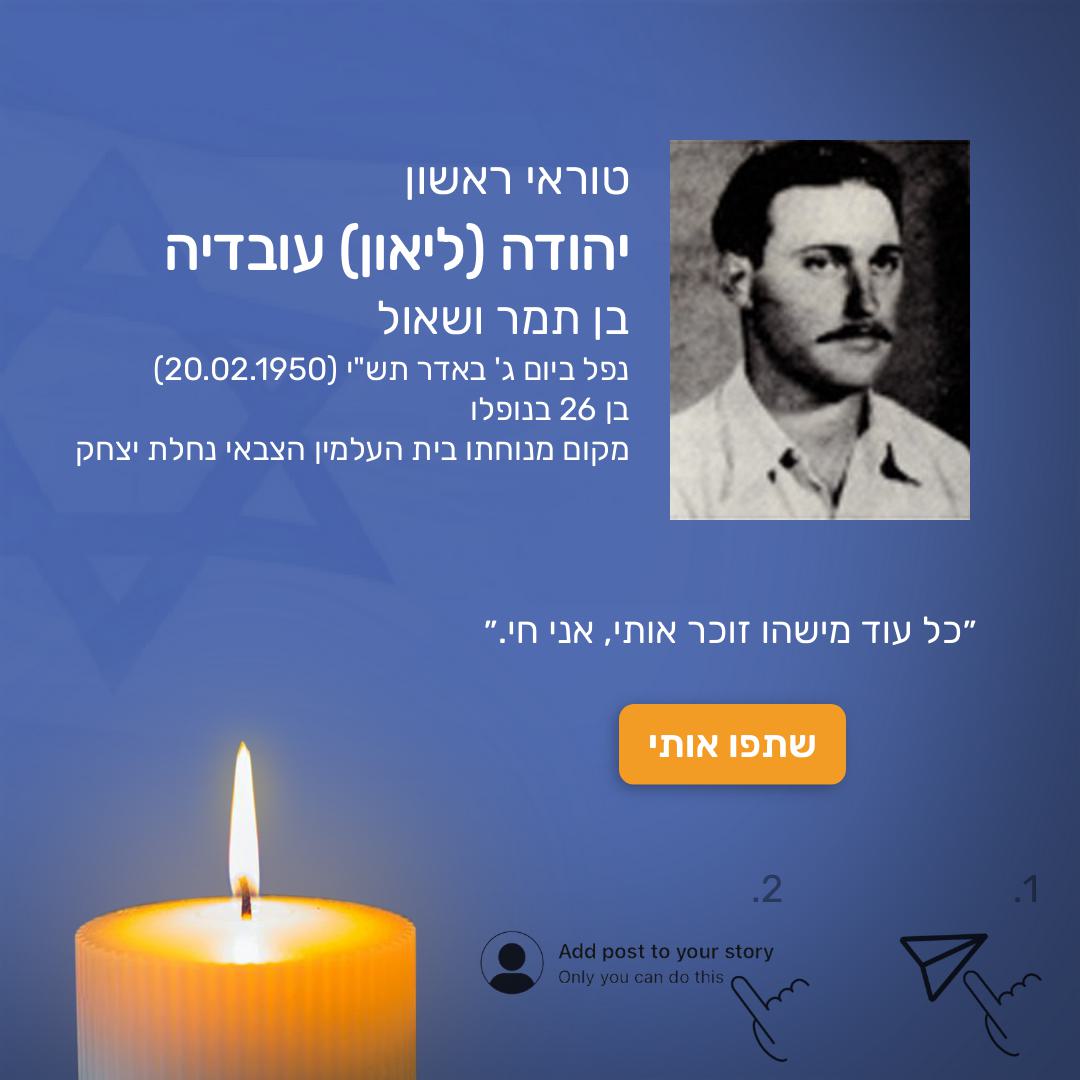 טוראי ראשון
יהודה (ליאון) עובדיה
בן תמר ושאול
נפל ביום ג' באדר תש"י (20.02.1950)
בן 26 בנופלו
מקום מנוחתו בית העלמין הצבאי נחלת יצחק
״כל עוד מישהו זוכר אותי, אני חי.״
שתפו אותי
.1
.2
Add post to your story
Only you can do this